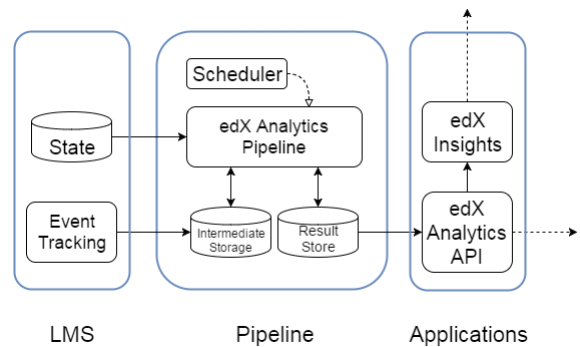 Scheduler
edX Analytics
Pipeline
State
Event
Tracking
Intermediate
Storage
Result
Store
edX
Insights
edX
Analytics
API
LMS
Pipeline
Applications